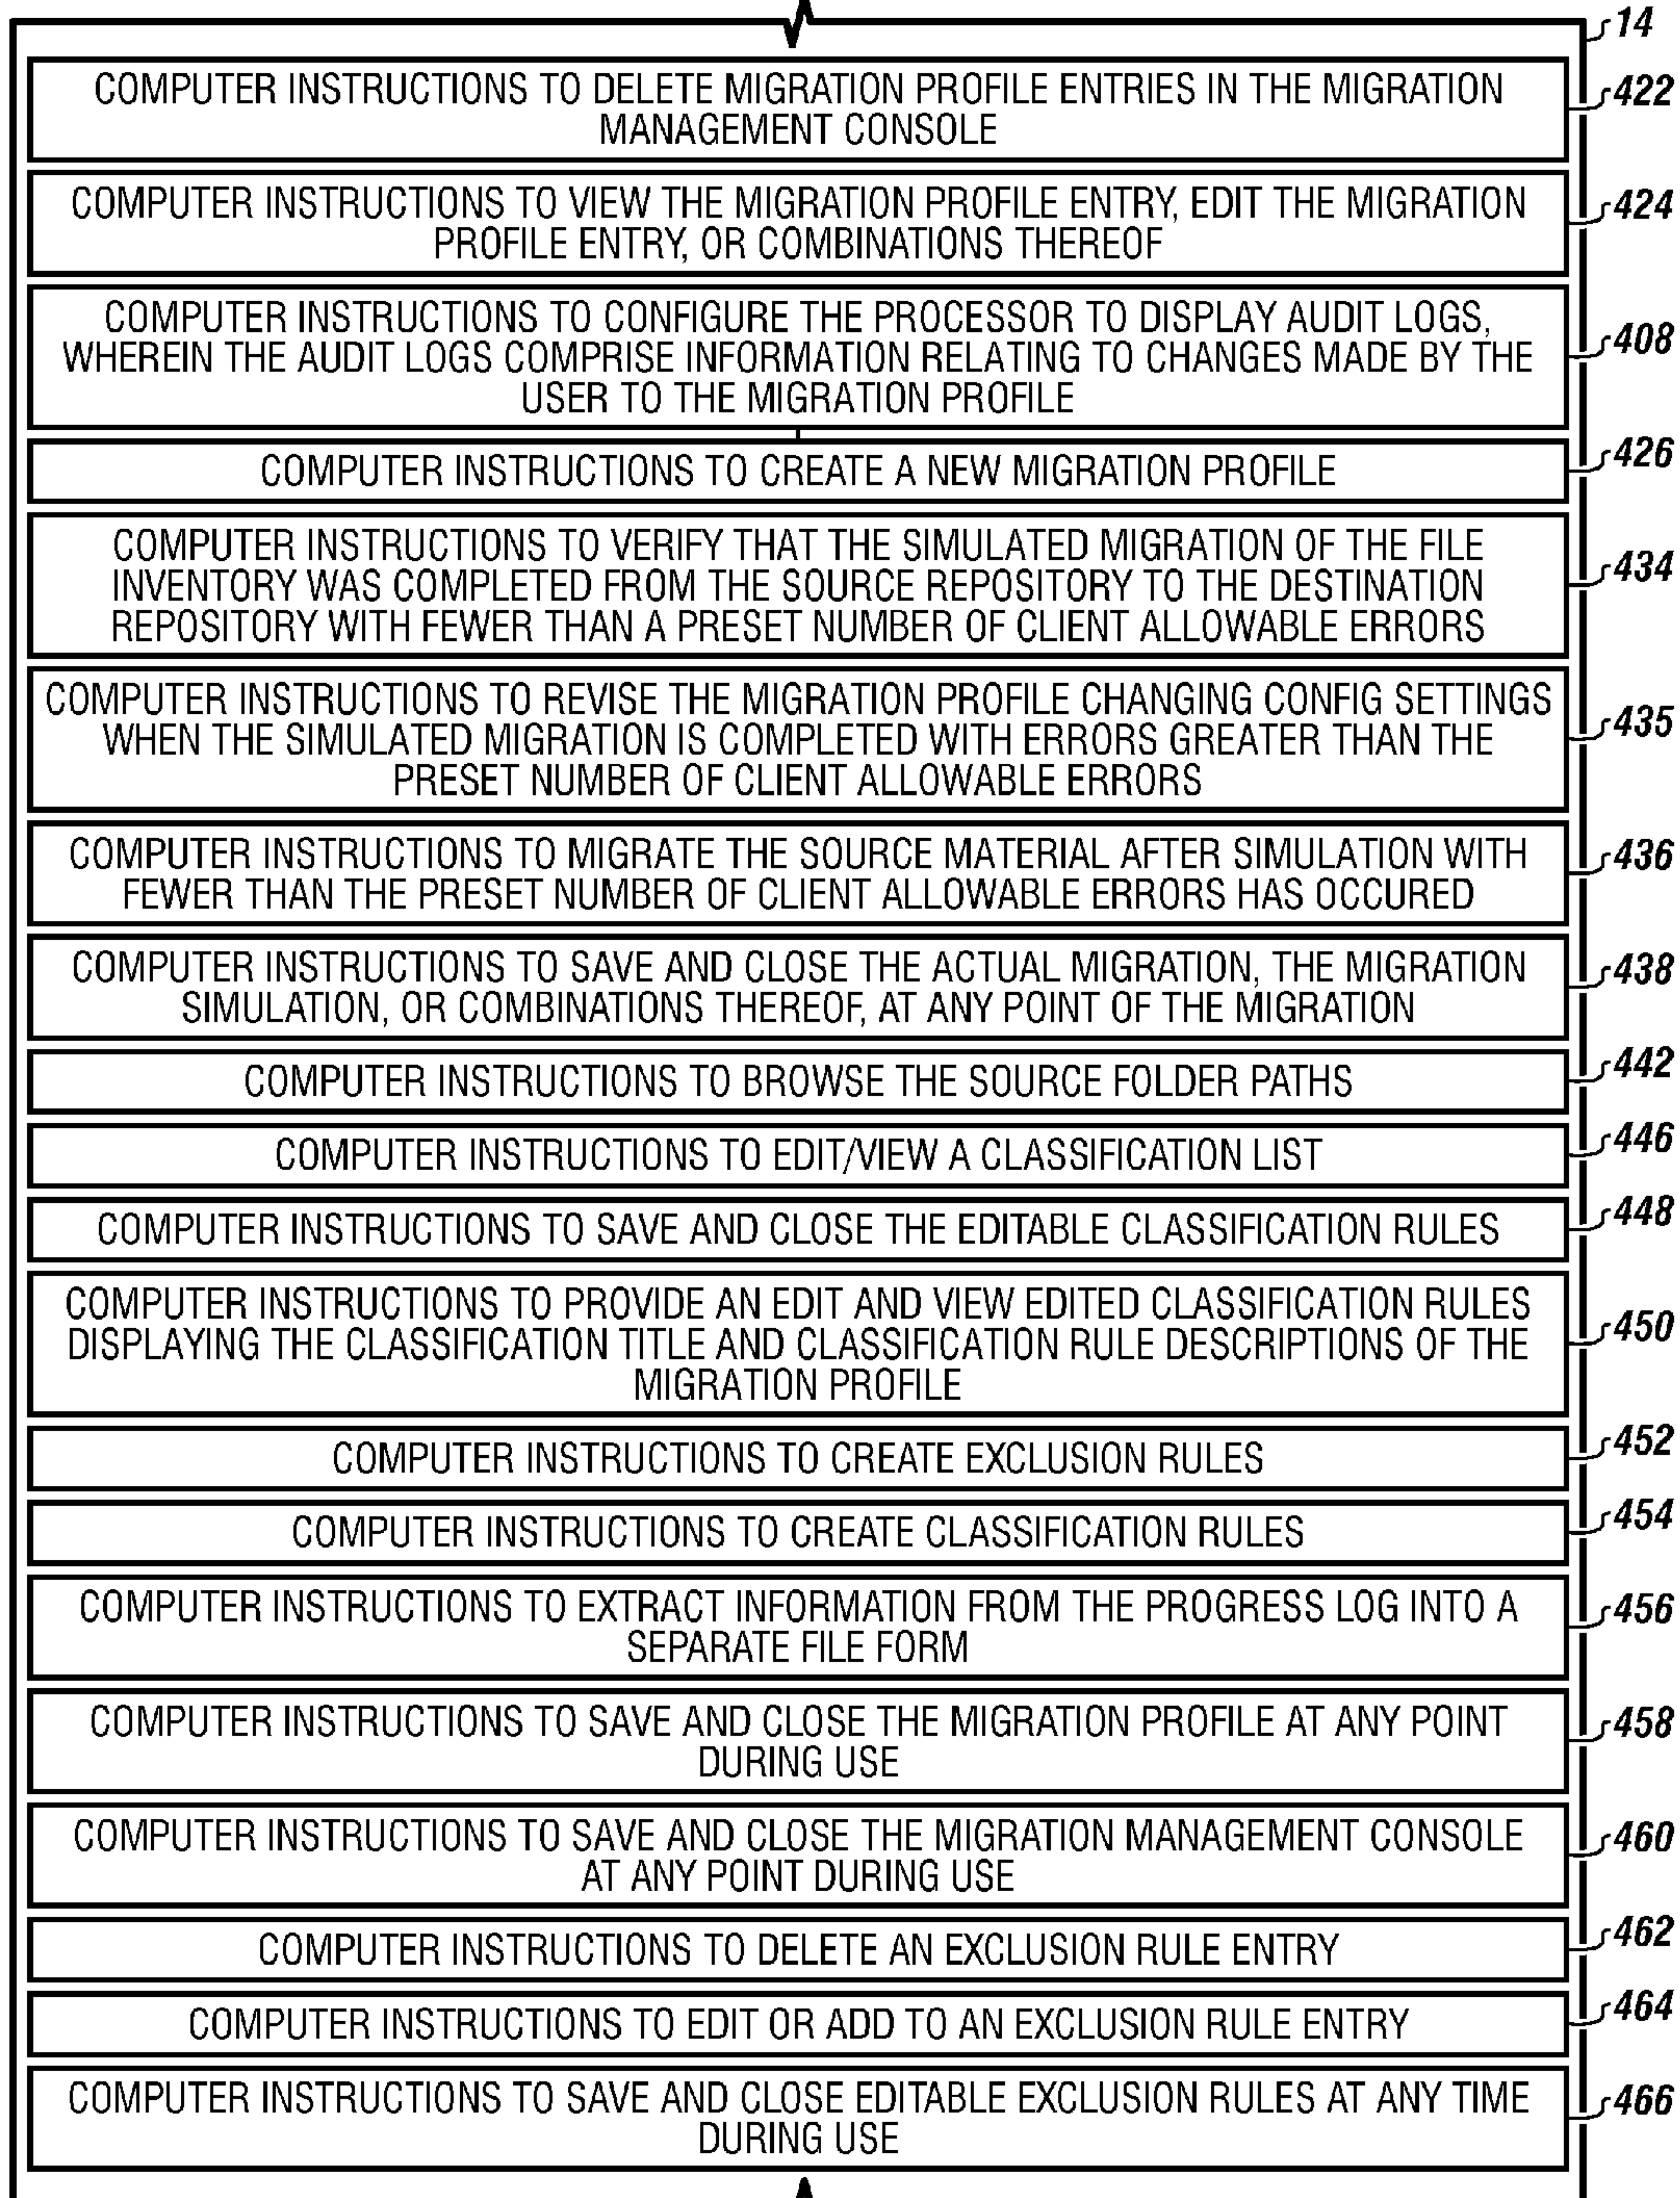 14
COMPUTER INSTRUCTIONS TO DELETE MIGRATION PROFILE ENTRIES IN THE MIGRATION
MANAGEMENT CONSOLE
422
COMPUTER INSTRUCTIONS TO VIEW THE MIGRATION PROFILE ENTRY, EDIT THE MIGRATION
PROFILE ENTRY, OR COMBINATIONS THEREOF
424
COMPUTER INSTRUCTIONS TO CONFIGURE THE PROCESSOR TO DISPLAY AUDIT LOGS,
WHEREIN THE AUDIT LOGS COMPRISE INFORMATION RELATING TO CHANGES MADE BY THE
USER TO THE MIGRATION PROFILE
408
COMPUTER INSTRUCTIONS TO CREATE A NEW MIGRATION PROFILE
426
COMPUTER INSTRUCTIONS TO VERIFY THAT THE SIMULATED MIGRATION OF THE FILE
INVENTORY WAS COMPLETED FROM THE SOURCE REPOSITORY TO THE DESTINATION
REPOSITORY WITH FEWER THAN A PRESET NUMBER OF CLIENT ALLOWABLE ERRORS
434
COMPUTER INSTRUCTIONS TO REVISE THE MIGRATION PROFILE CHANGING CONFIG SETTINGS
WHEN THE SIMULATED MIGRATION IS COMPLETED WITH ERRORS GREATER THAN THE
PRESET NUMBER OF CLIENT ALLOWABLE ERRORS
435
COMPUTER INSTRUCTIONS TO MIGRATE THE SOURCE MATERIAL AFTER SIMULATION WITH
FEWER THAN THE PRESET NUMBER OF CLIENT ALLOWABLE ERRORS HAS OCCURED
436
COMPUTER INSTRUCTIONS TO SAVE AND CLOSE THE ACTUAL MIGRATION, THE MIGRATION
SIMULATION, OR COMBINATIONS THEREOF, AT ANY POINT OF THE MIGRATION
438
COMPUTER INSTRUCTIONS TO BROWSE THE SOURCE FOLDER PATHS
442
COMPUTER INSTRUCTIONS TO EDIT/VIEW A CLASSIFICATION LIST
446
COMPUTER INSTRUCTIONS TO SAVE AND CLOSE THE EDITABLE CLASSIFICATION RULES
448
COMPUTER INSTRUCTIONS TO PROVIDE AN EDIT AND VIEW EDITED CLASSIFICATION RULES
DISPLAYING THE CLASSIFICATION TITLE AND CLASSIFICATION RULE DESCRIPTIONS OF THE
MIGRATION PROFILE
450
COMPUTER INSTRUCTIONS TO CREATE EXCLUSION RULES
452
COMPUTER INSTRUCTIONS TO CREATE CLASSIFICATION RULES
454
COMPUTER INSTRUCTIONS TO EXTRACT INFORMATION FROM THE PROGRESS LOG INTO A
SEPARATE FILE FORM
456
COMPUTER INSTRUCTIONS TO SAVE AND CLOSE THE MIGRATION PROFILE AT ANY POINT
DURING USE
458
COMPUTER INSTRUCTIONS TO SAVE AND CLOSE THE MIGRATION MANAGEMENT CONSOLE
AT ANY POINT DURING USE
460
COMPUTER INSTRUCTIONS TO DELETE AN EXCLUSION RULE ENTRY
462
COMPUTER INSTRUCTIONS TO EDIT OR ADD TO AN EXCLUSION RULE ENTRY
464
COMPUTER INSTRUCTIONS TO SAVE AND CLOSE EDITABLE EXCLUSION RULES AT ANY TIME
DURING USE
466